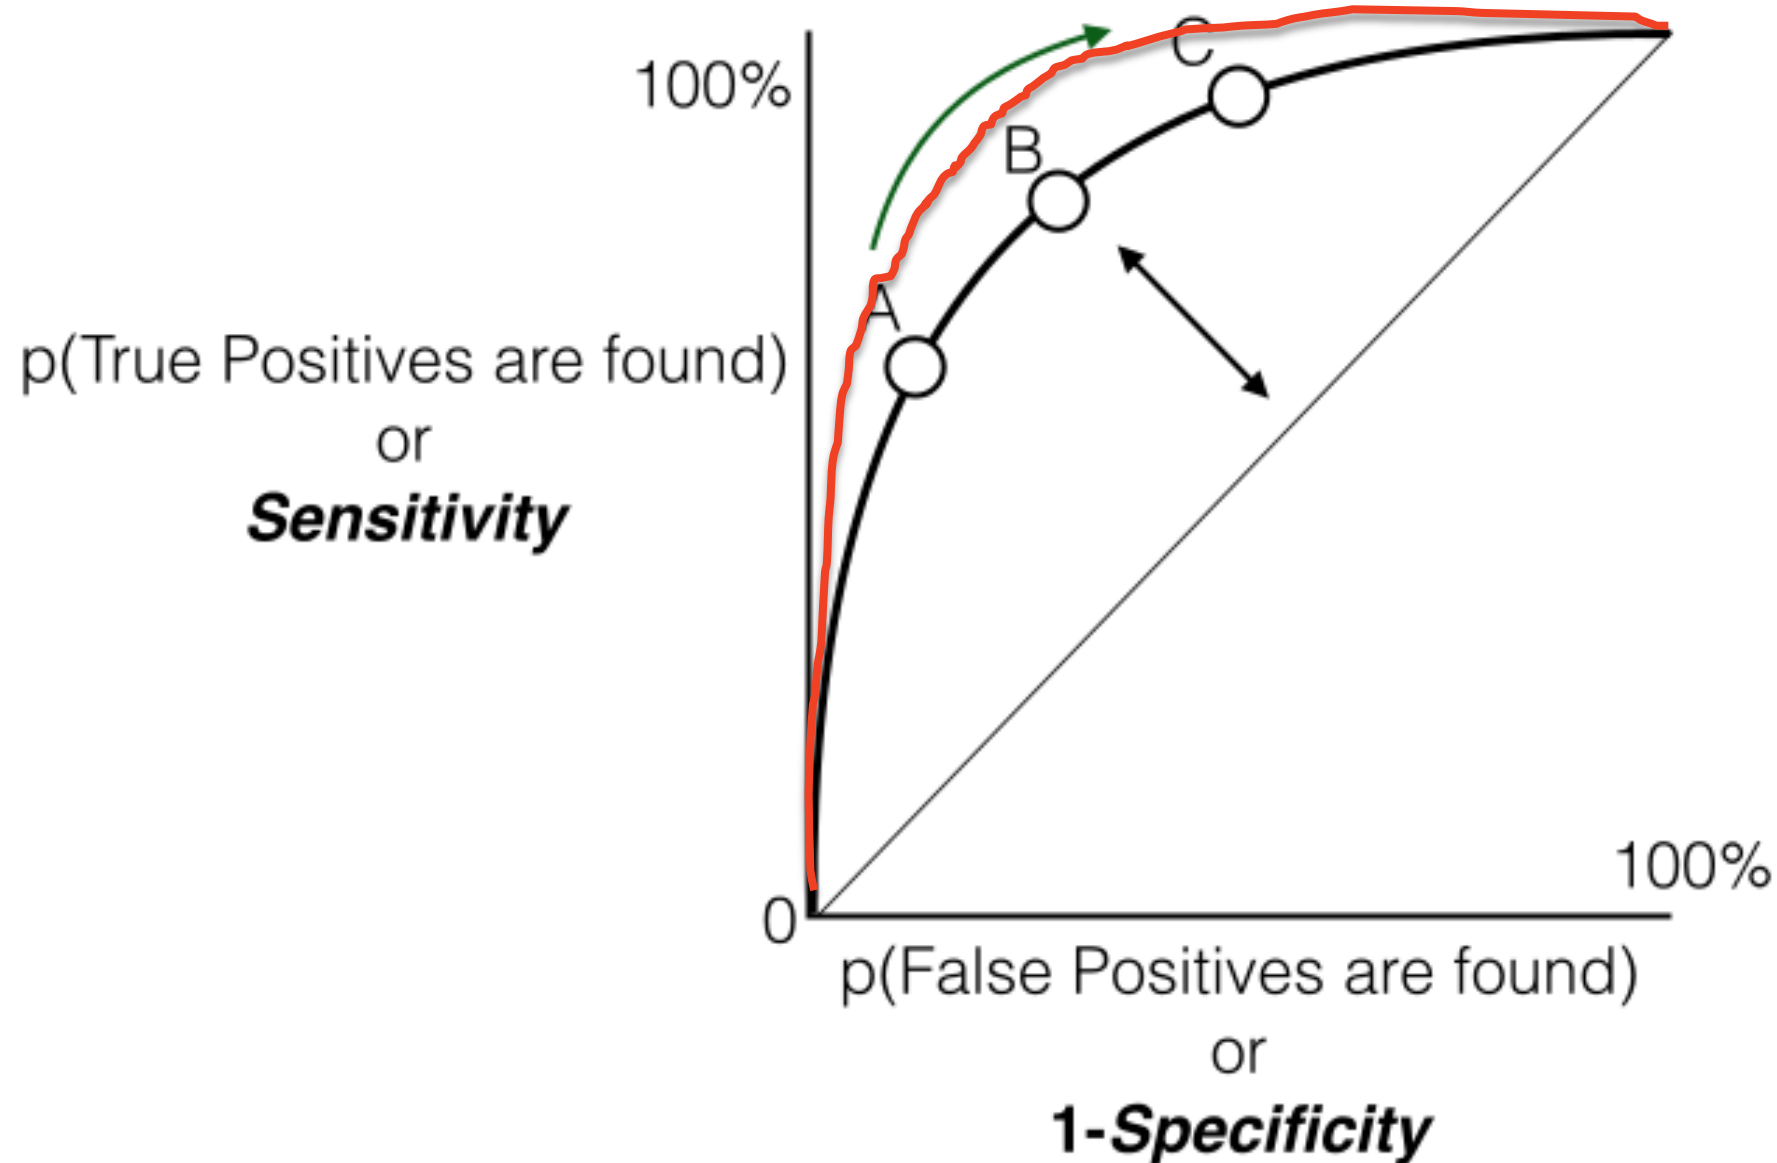 C
100%
B
A
p(True Positives are found)
or
Sensitivity
100%
0
p(False Positives are found)
or
1-Specificity